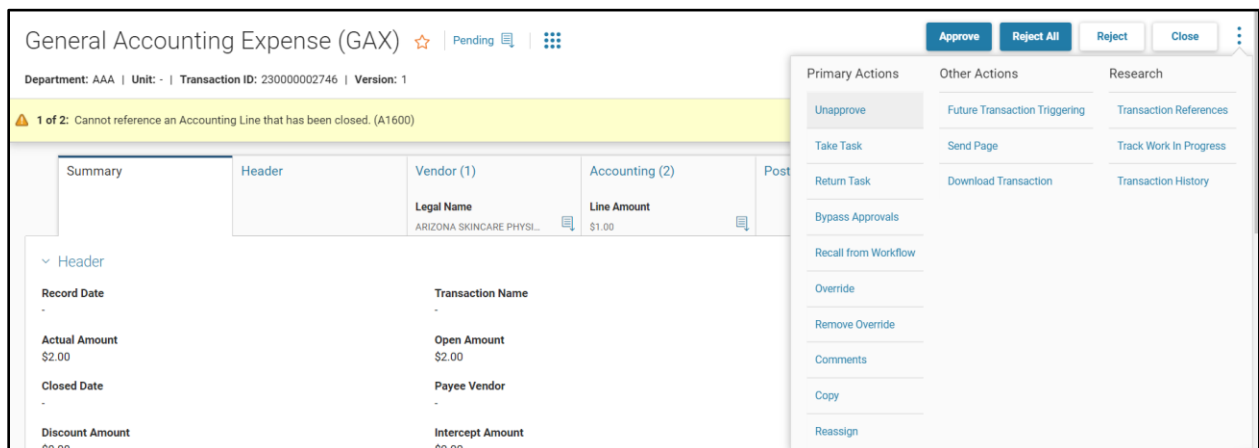 General Accounting Expense (GAX) Pending Approve Reject All Reject Close
Department: AAA | Unit: - | Transaction ID: 230000002746 | Version: 1
1 of 2: Cannot reference an Accounting Line that has been closed. (A1600)
Summary Header Vendor (1) Accounting (2) Post
Legal Name Line Amount
ARIZONA SKINCARE PHYSI... $1.00
Header
Record Date Transaction Name
- -
Actual Amount Open Amount
$2.00 $2.00
Closed Date Payee Vendor
- -
Discount Amount Intercept Amount
$0.00 $0.00
Primary Actions Other Actions Research
Unapprove Future Transaction Triggering Transaction References
Take Task Send Page Track Work In Progress
Return Task Download Transaction Transaction History
Bypass Approvals
Recall from Workflow
Override
Remove Override
Comments
Copy
Reassign